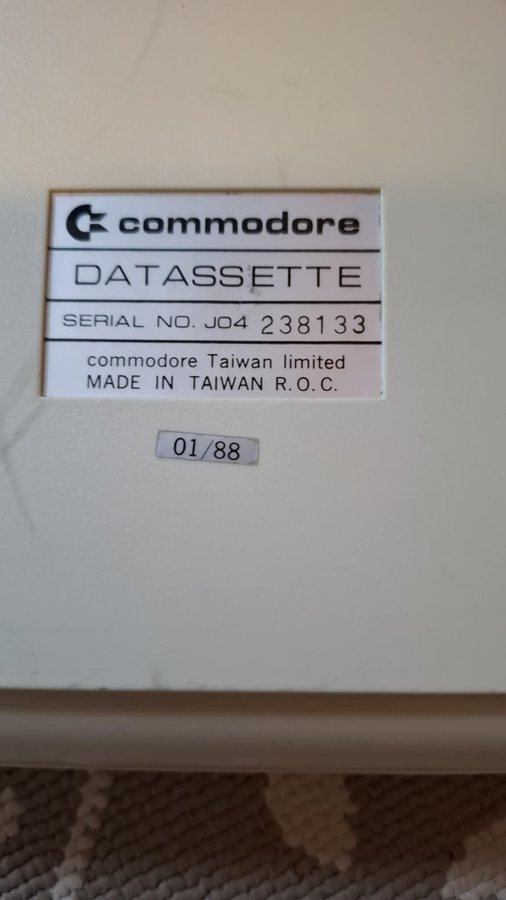 commodore
DATASSETTE
SERIAL NO. J04 238133
commodore Taiwan limited
MADE IN TAIWAN R.O.C.
01/88